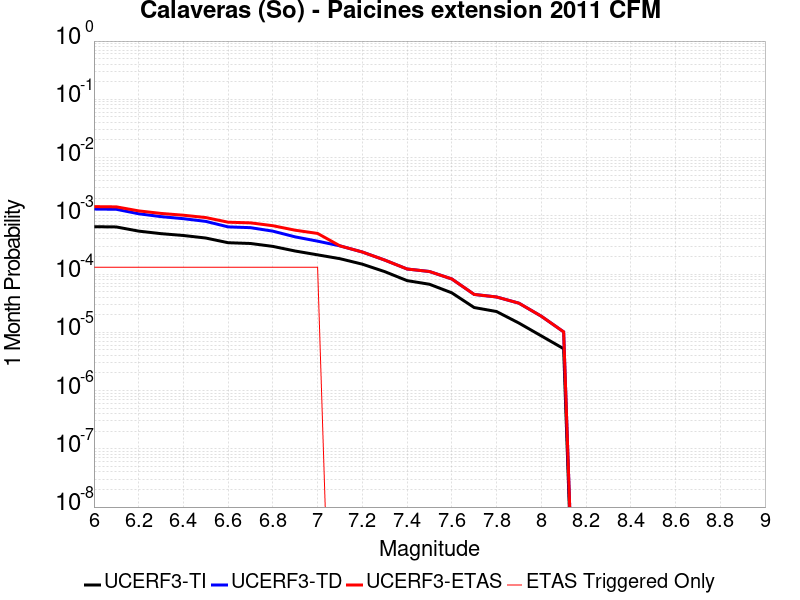 Calaveras (So) - Paicines extension 2011 CFM
10^0
10^-1
10^-2
10^-3
10^-4
10^-5
10^-6
10^-7
10^-8
1 Month Probability
6 6.2 6.4 6.6 6.8 7 7.2 7.4 7.6 7.8 8 8.2 8.4 8.6 8.8 9
Magnitude
UCERF3-TI UCERF3-TD UCERF3-ETAS ETAS Triggered Only